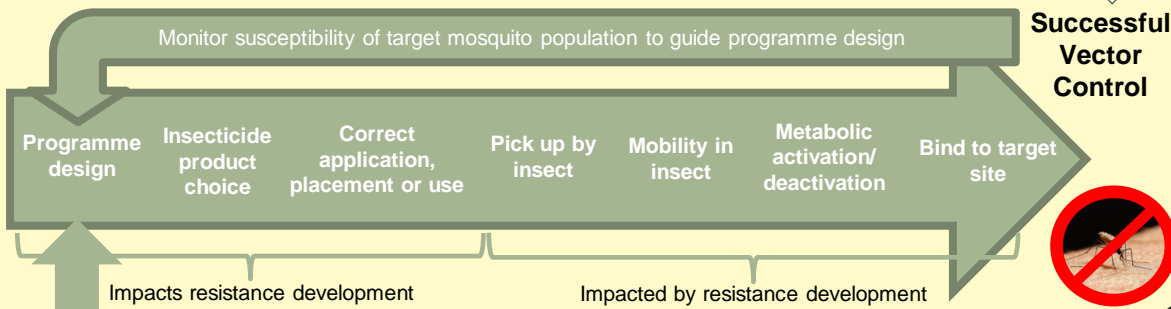 Monitor susceptibility of target mosquito population to guide programme design
Successful
Vector
Control
Programme
design
Insecticide
product
choice
Correct
application,
placement or use
Pick up by
insect
Mobility in
insect
Metabolic
activation/
deactivation
Bind to target
site
Impacts resistance development
Impacted by resistance development